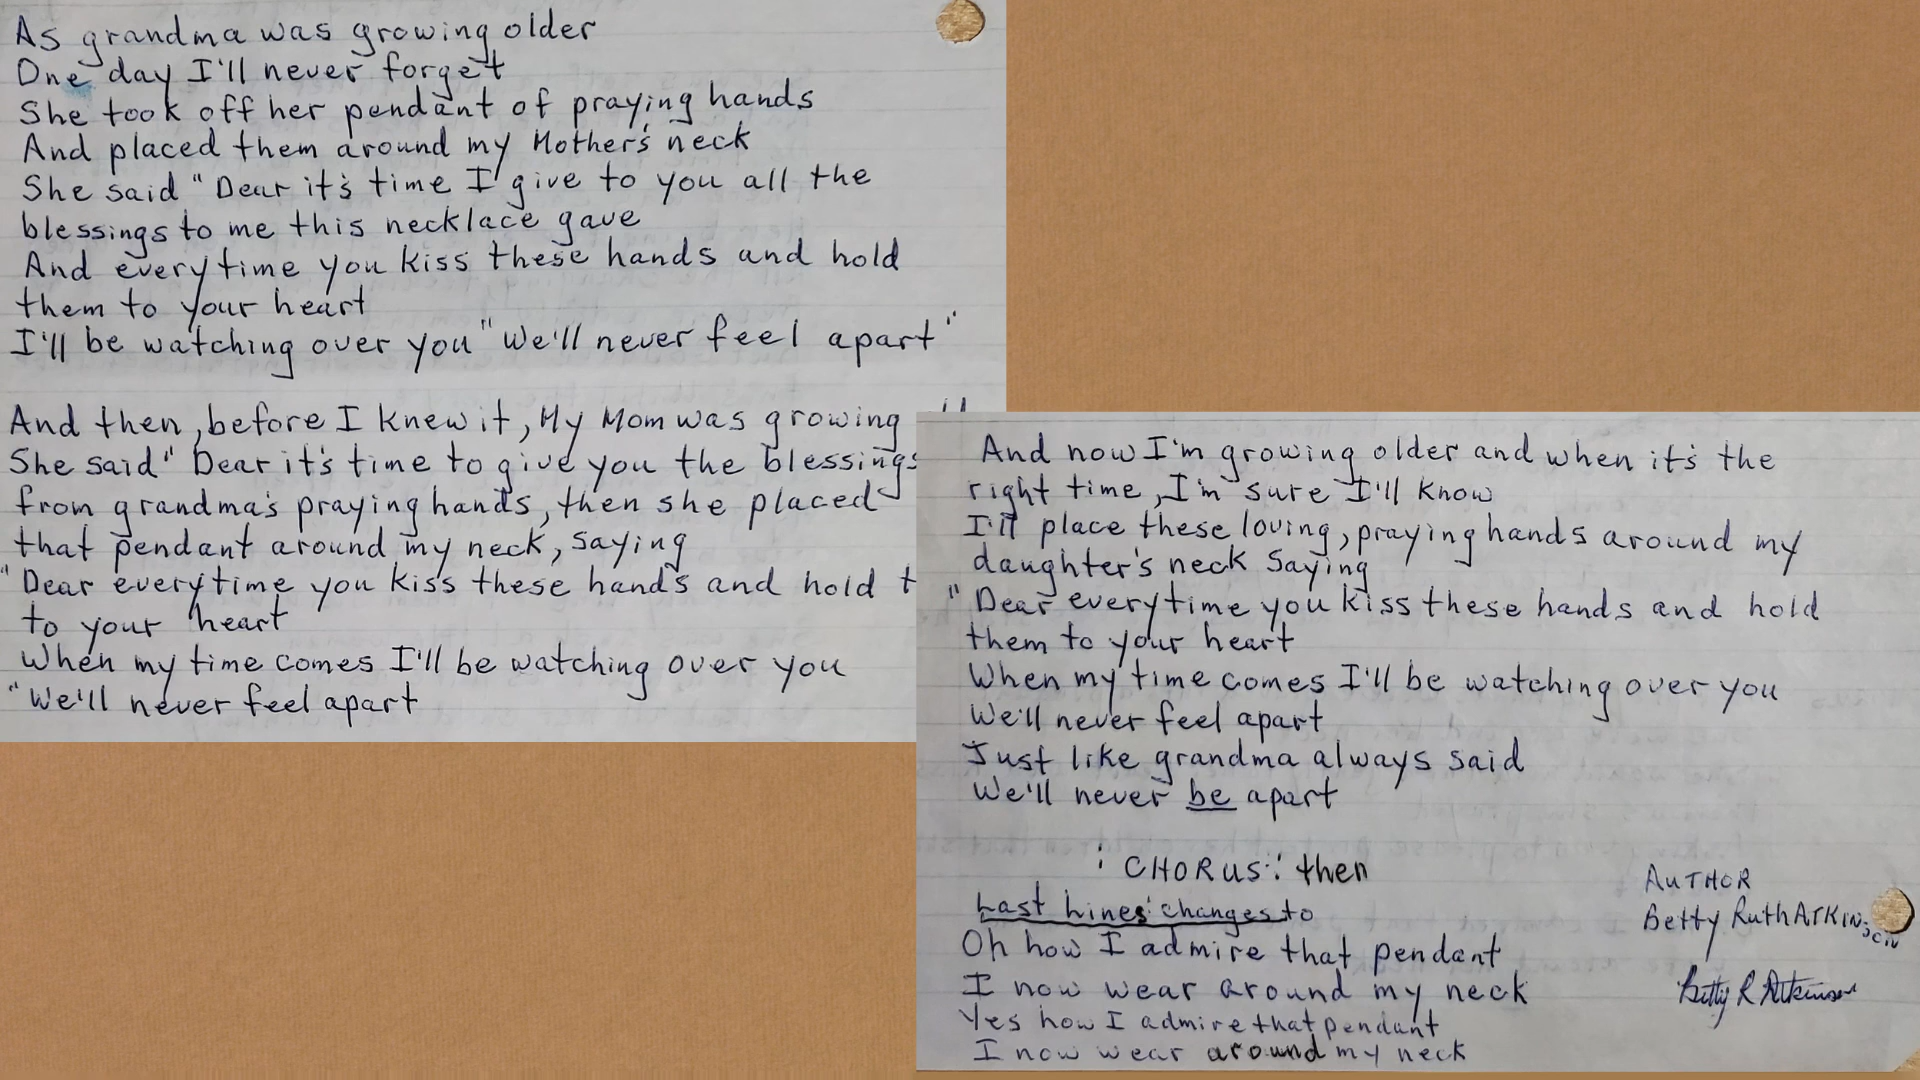 As grandma was growing older
One day I'll never forget
She took off her pendant of praying hands
And placed them around my Mother's neck
She said "Dear it's time I give to you all the
blessings to me this necklace gave
And everytime you kiss these hands and hold
them to your heart
I'll be watching over you "We'll never feel apart"
And then, before I knew it, My Mom was growing
She said" Dear it's time to give you the blessings
from grandma's praying hands, then she placed
that pendant around my neck, saying
"Dear everytime you kiss these hands and hold
to your heart
When my time comes I'll be watching over you
"We'll never feel apart
And now I'm growing older and when it's the
right time, I'm sure I'll know
I'll place these loving, praying hands around my
daughter's neck Saying
"Dear everytime you kiss these hands and hold
them to your heart
When my time comes I'll be watching over you
We'll never feel apart
Just like grandma always said
We'll never be apart
: CHORUS: then
Last Lines changes to
Oh how I admire that pendant
I now wear around my neck
Yes how I admire that pendant
I now wear around my neck
AUTHOR
Betty Ruth ATKINSON
Betty R Atkinson